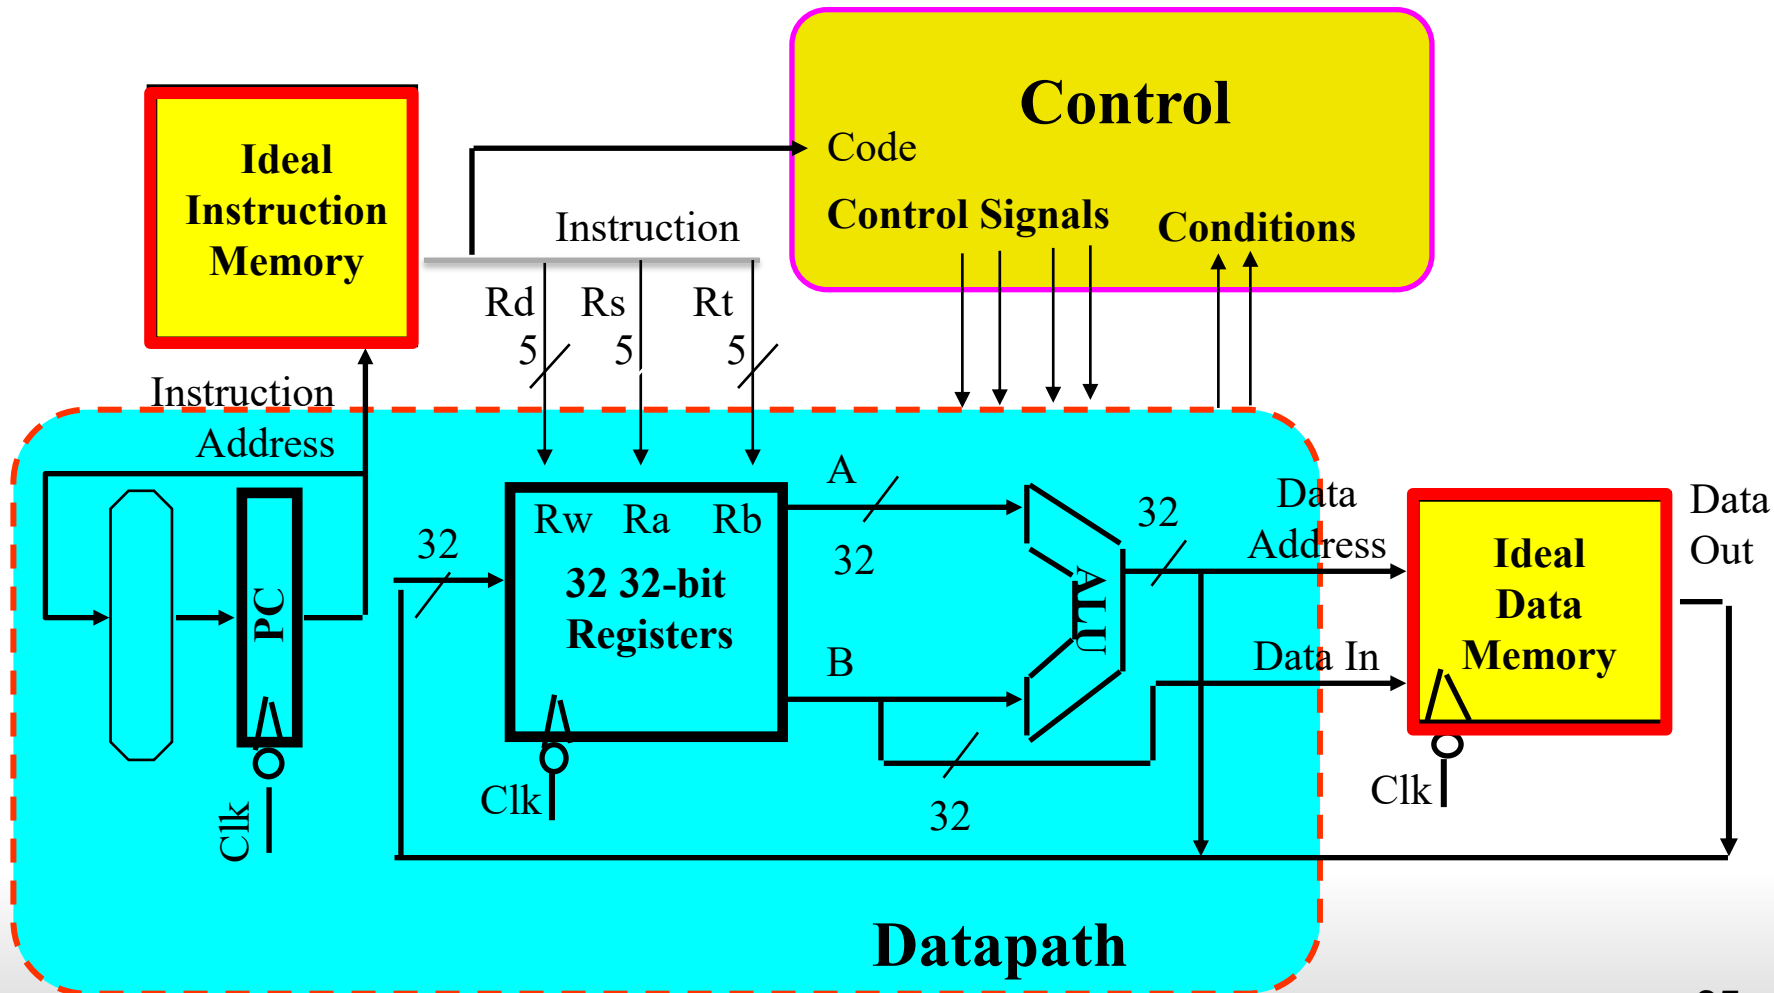 Control
Ideal
Instruction
Memory
Code
Control Signals
Conditions
Instruction
Rd
Rs
Rt
5
5
5
Instruction
Address
A
32
32
Data
Address
Data
Out
Rw
Ra
Rb
32
32 32-bit
Registers
PC
ALU
Ideal
Data
Memory
B
Data In
Clk
Clk
Clk
32
Datapath